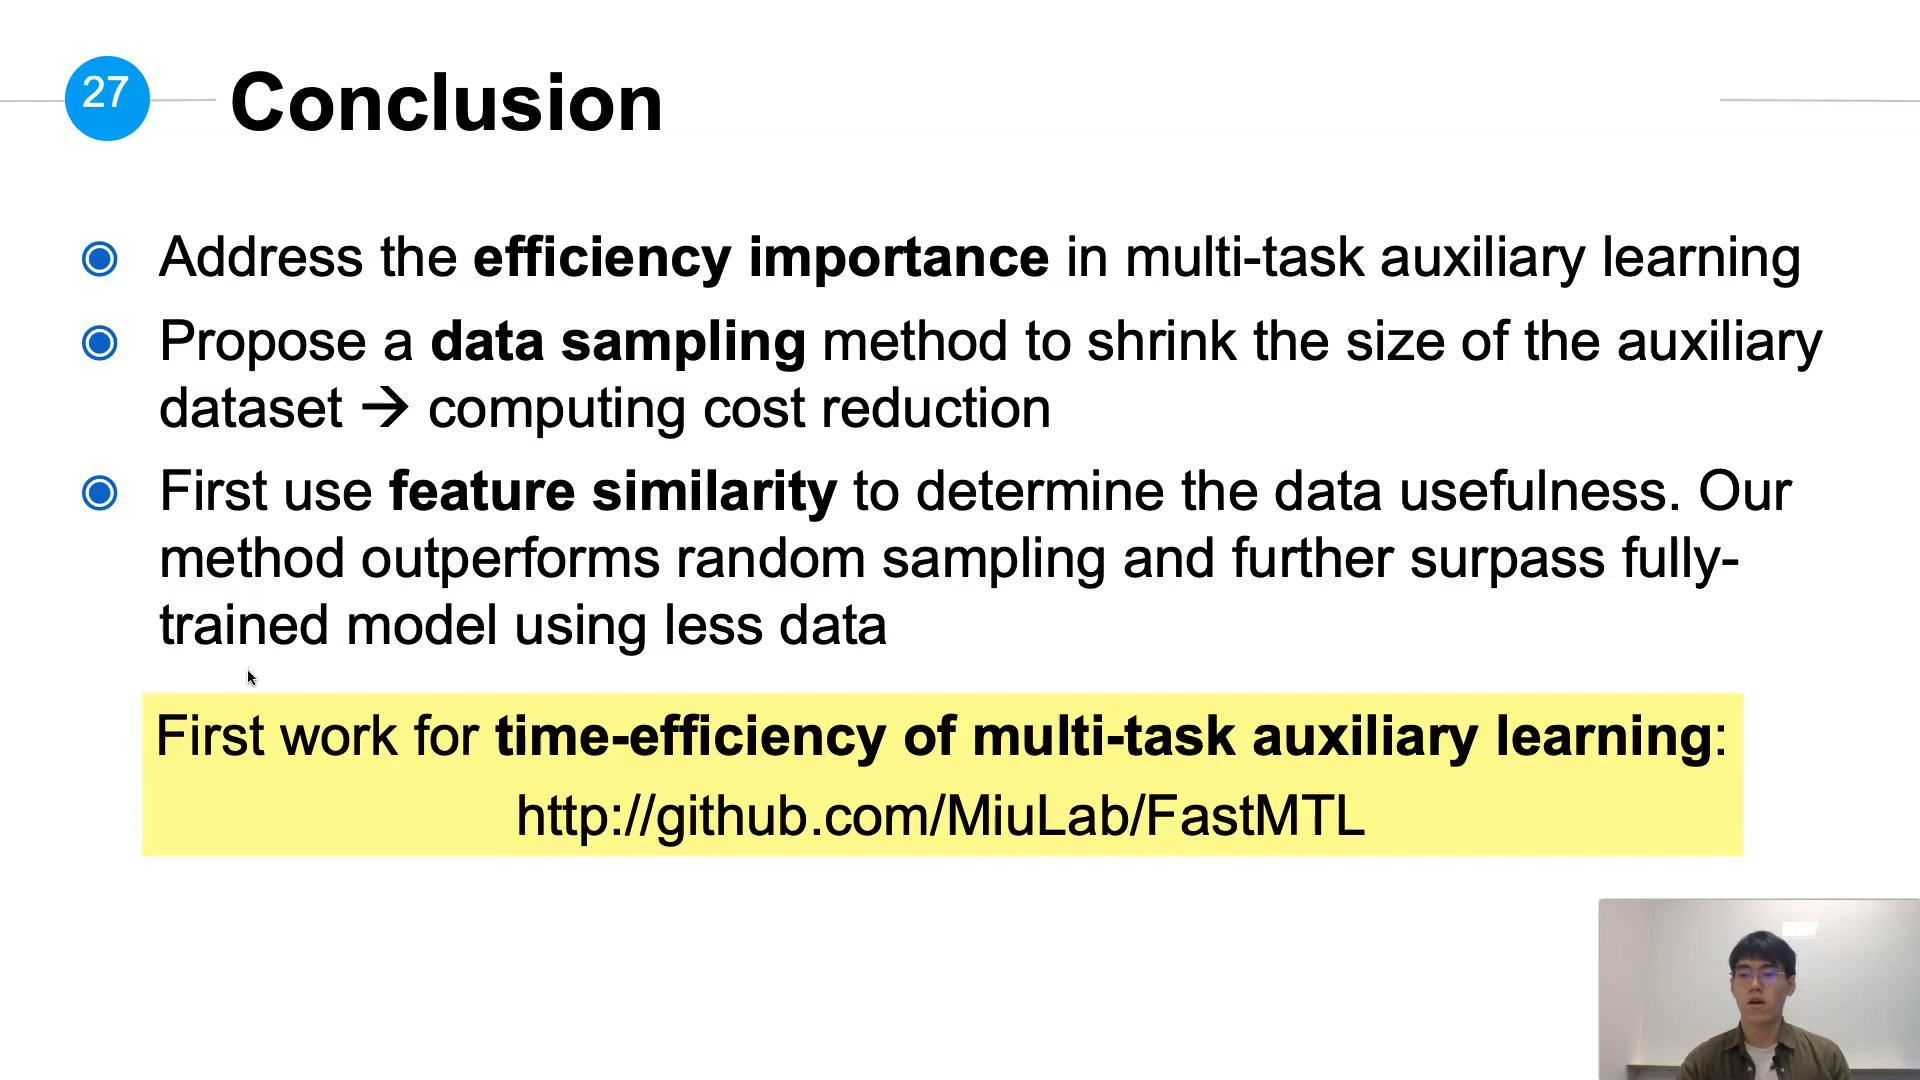 27
Conclusion
Address the efficiency importance in multi-task auxiliary learning
Propose a data sampling method to shrink the size of the auxiliary
dataset → computing cost reduction
First use feature similarity to determine the data usefulness. Our
method outperforms random sampling and further surpass fully-
trained model using less data
First work for time-efficiency of multi-task auxiliary learning:
http://github.com/MiuLab/FastMTL